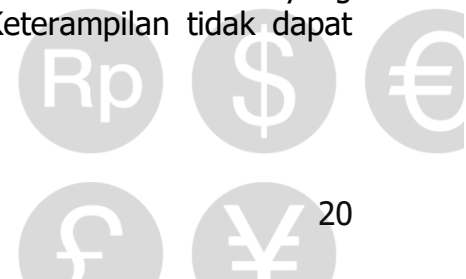 Keterampilan tidak dapat
Rp $ €
20
£ ¥